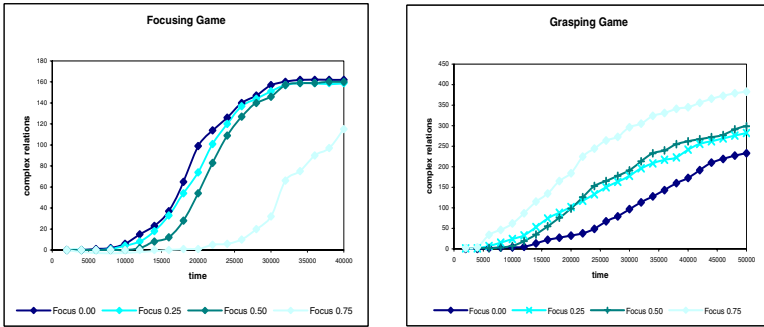 Focusing Game
180
160
140
120
100
80
60
40
20
0
complex relations
0 5000 10000 15000 20000 25000 30000 35000 40000
time
Focus 0.00 Focus 0.25 Focus 0.50 Focus 0.75
Grasping Game
450
400
350
300
250
200
150
100
50
0
complex relations
0 5000 10000 15000 20000 25000 30000 35000 40000 45000 50000
time
Focus 0.00 Focus 0.25 Focus 0.50 Focus 0.75